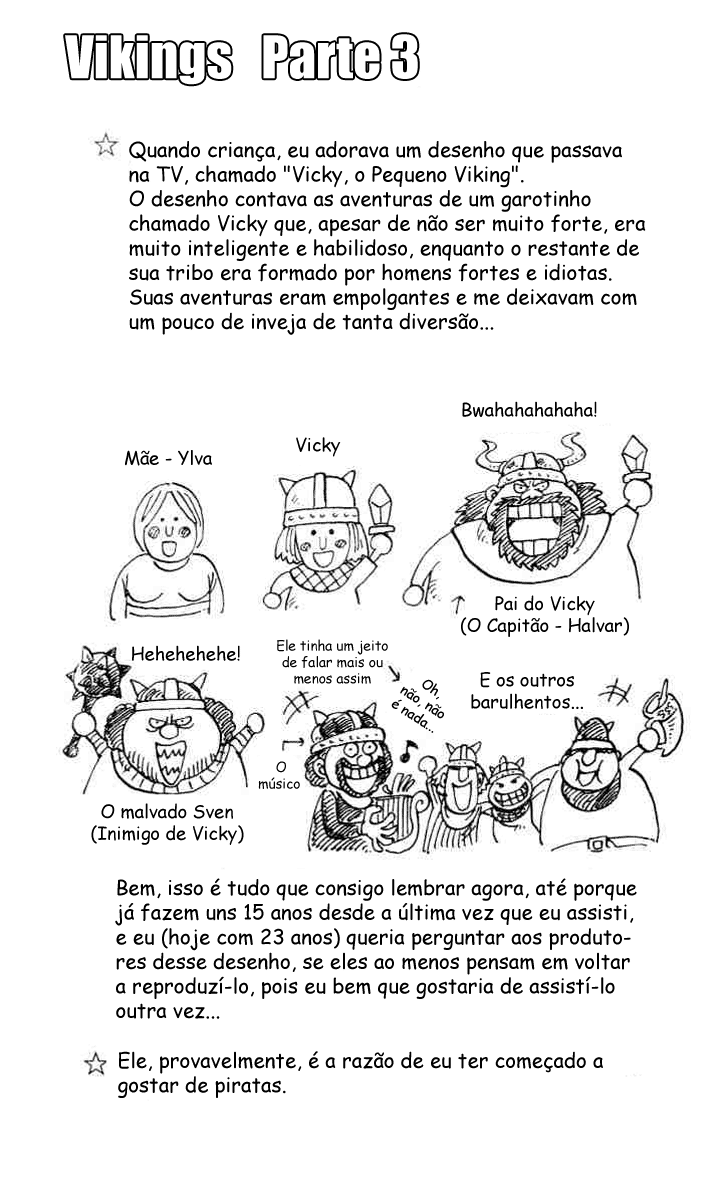 Vikings Parte 3
Quando criança, eu adorava um desenho que passava
na TV, chamado "Vicky, o Pequeno Viking".
O desenho contava as aventuras de um garotinho
chamado Vicky que, apesar de não ser muito forte, era
muito inteligente e habilidoso, enquanto o restante de
sua tribo era formado por homens fortes e idiotas.
Suas aventuras eram empolgantes e me deixavam com
um pouco de inveja de tanta diversão...
Mãe - Ylva
Vicky
Bwahahahahaha!
Pai do Vicky
(O Capitão - Halvar)
Hehehehehe!
O malvado Sven
(Inimigo de Vicky)
Ele tinha um jeito
de falar mais ou
menos assim
O
músico
Oh,
não, não
é nada...
E os outros
barulhentos...
Bem, isso é tudo que consigo lembrar agora, até porque
já fazem uns 15 anos desde a última vez que eu assisti,
e eu (hoje com 23 anos) queria perguntar aos produto-
res desse desenho, se eles ao menos pensam em voltar
a reproduzí-lo, pois eu bem que gostaria de assistí-lo
outra vez...
Ele, provavelmente, é a razão de eu ter começado a
gostar de piratas.